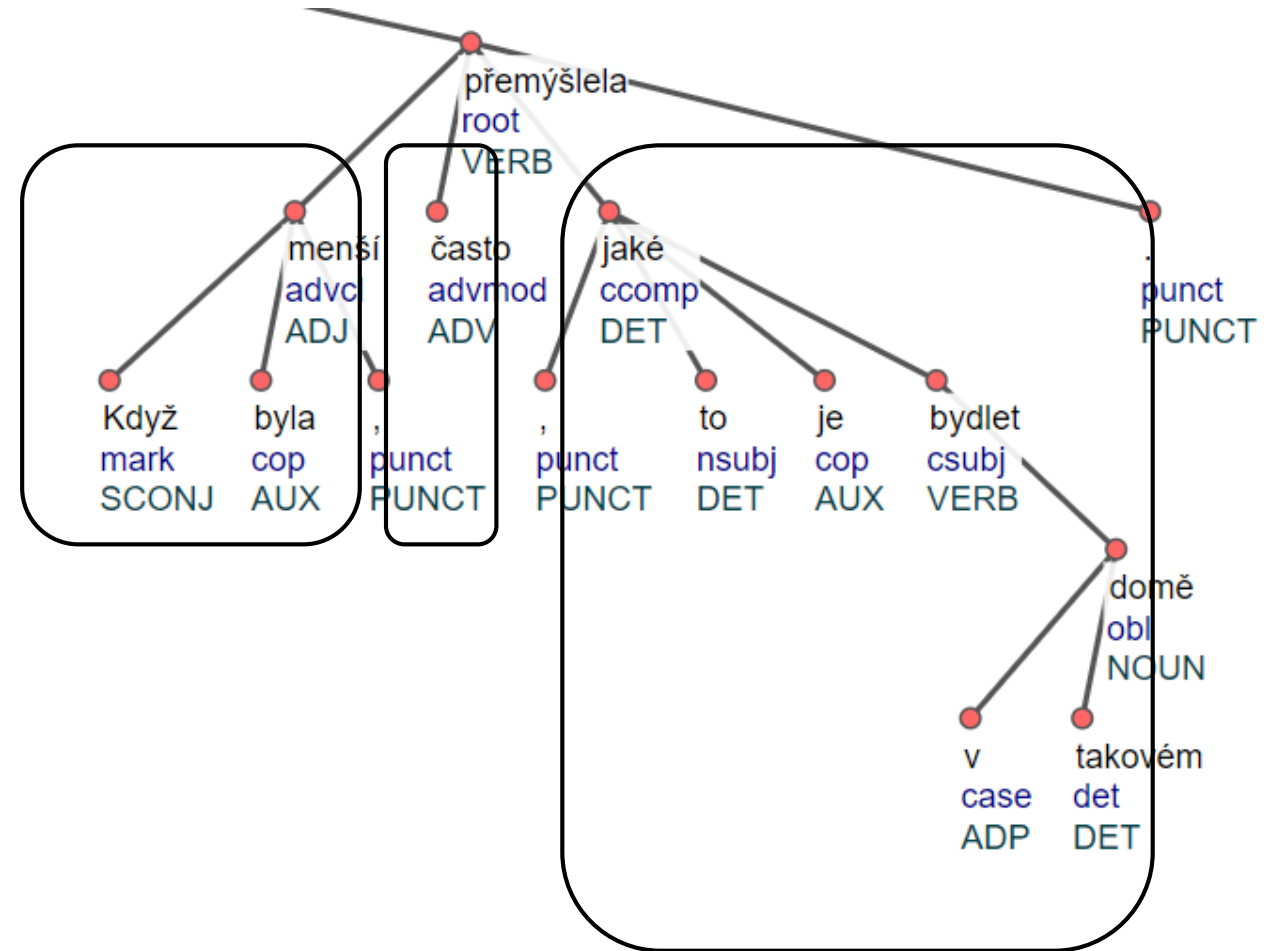 přemýšlela
root
VERB
menší
advcl
ADJ
často
advmod
ADV
jaké
ccomp
DET
.
punct
PUNCT
Když
mark
SCONJ
byla
cop
AUX
,
punct
PUNCT
,
punct
PUNCT
to
nsubj
DET
je
cop
AUX
bydlet
csubj
VERB
domě
obl
NOUN
v
case
ADP
takovém
det
DET